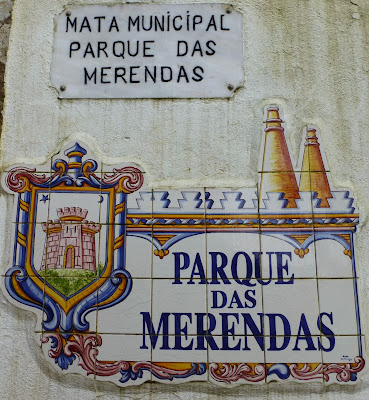 MATA MUNICIPAL
PARQUE DAS
MERENDAS
PARQUE
DAS
MERENDAS